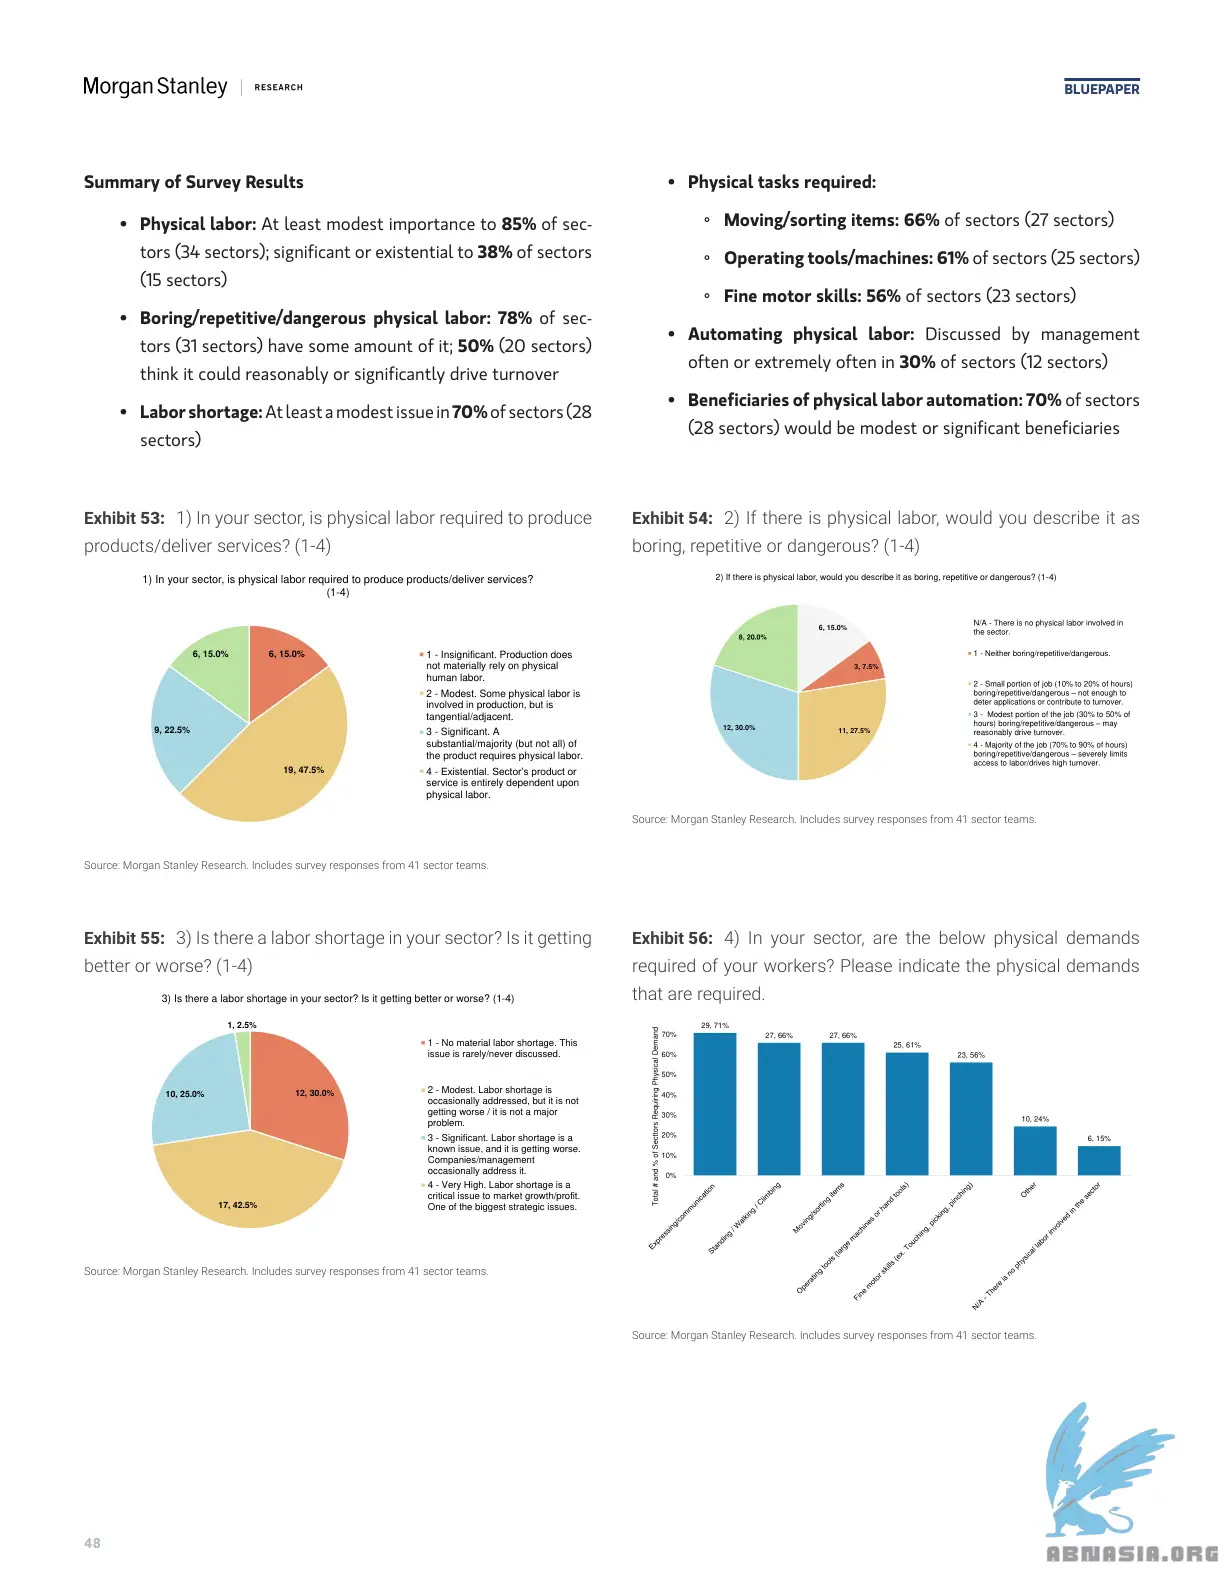 Morgan Stanley | RESEARCH
BLUEPAPER
Summary of Survey Results
• Physical labor: At least modest importance to 85% of sec-
tors (34 sectors); significant or existential to 38% of sectors
(15 sectors)
• Boring/repetitive/dangerous physical labor: 78% of sec-
tors (31 sectors) have some amount of it; 50% (20 sectors)
think it could reasonably or significantly drive turnover
• Labor shortage: At least a modest issue in 70% of sectors (28
sectors)
• Physical tasks required:
◦ Moving/sorting items: 66% of sectors (27 sectors)
◦ Operating tools/machines: 61% of sectors (25 sectors)
◦ Fine motor skills: 56% of sectors (23 sectors)
• Automating physical labor: Discussed by management
often or extremely often in 30% of sectors (12 sectors)
• Beneficiaries of physical labor automation: 70% of sectors
(28 sectors) would be modest or significant beneficiaries
Exhibit 53: 1) In your sector, is physical labor required to produce
products/deliver services? (1-4)
1) In your sector, is physical labor required to produce products/deliver services?
(1-4)
6, 15.0%
6, 15.0%
9, 22.5%
19, 47.5%
1 - Insignificant. Production does
not materially rely on physical
human labor.
2 - Modest. Some physical labor is
involved in production, but is
tangential/adjacent.
3 - Significant. A
substantial/majority (but not all) of
the product requires physical labor.
4 - Existential. Sector's product or
service is entirely dependent upon
physical labor.
Source: Morgan Stanley Research. Includes survey responses from 41 sector teams.
Exhibit 54: 2) If there is physical labor, would you describe it as
boring, repetitive or dangerous? (1-4)
2) If there is physical labor, would you describe it as boring, repetitive or dangerous? (1-4)
8, 20.0%
6, 15.0%
3, 7.5%
12, 30.0%
11, 27.5%
N/A - There is no physical labor involved in
the sector.
1 - Neither boring/repetitive/dangerous.
2 - Small portion of job (10% to 20% of hours)
boring/repetitive/dangerous – not enough to
deter applications or contribute to turnover.
3 - Modest portion of the job (30% to 50% of
hours) boring/repetitive/dangerous – may
reasonably drive turnover.
4 - Majority of the job (70% to 90% of hours)
boring/repetitive/dangerous – severely limits
access to labor/drives high turnover.
Source: Morgan Stanley Research. Includes survey responses from 41 sector teams.
Exhibit 55: 3) Is there a labor shortage in your sector? Is it getting
better or worse? (1-4)
3) Is there a labor shortage in your sector? Is it getting better or worse? (1-4)
1, 2.5%
10, 25.0%
12, 30.0%
17, 42.5%
1 - No material labor shortage. This
issue is rarely/never discussed.
2 - Modest. Labor shortage is
occasionally addressed, but it is not
getting worse / it is not a major
problem.
3 - Significant. Labor shortage is a
known issue, and it is getting worse.
Companies/management
occasionally address it.
4 - Very High. Labor shortage is a
critical issue to market growth/profit.
One of the biggest strategic issues.
Source: Morgan Stanley Research. Includes survey responses from 41 sector teams.
Exhibit 56: 4) In your sector, are the below physical demands
required of your workers? Please indicate the physical demands
that are required.
Total # and % of Secttors Requiring Physical Demand
70%
60%
50%
40%
30%
20%
10%
0%
29, 71%
27, 66%
27, 66%
25, 61%
23, 56%
10, 24%
6, 15%
Expressing/communication
Standing / Walking / Climbing
Moving/sorting items
Operating tools (large machines or hand tools)
Fine motor skills (ex. Touching, picking, pinching)
Other
N/A - There is no physical labor involved in the sector
Source: Morgan Stanley Research. Includes survey responses from 41 sector teams.
48
ABNASIA.ORG